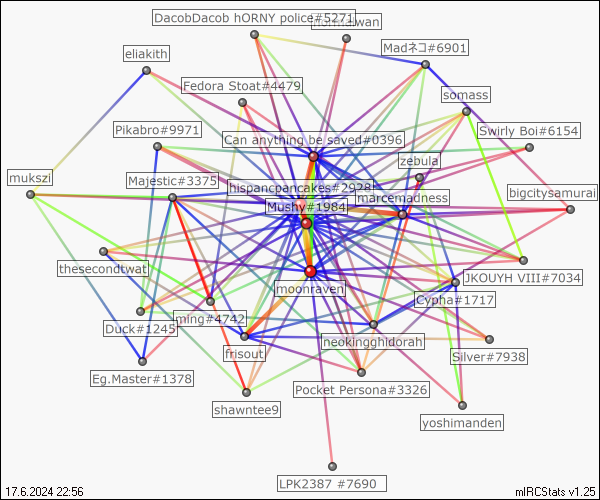 DacobDacob hORNY police#5271
Madネコ#6901
eliakith
Fedora Stoat#4479
somass
Pikabro#9971
Can anything be saved#0396
Swirly Boi#6154
zebula
mukszi
Majestic#3375
hispancpancakes#2928
marcemadness
bigcitysamurai
Mushy#1984
thesecondtwat
moonraven
JKOUYH VIII#7034
Cypha#1717
Duck#1245
ming#4742
neokingghidorah
frisout
Silver#7938
Eg.Master#1378
Pocket Persona#3326
shawntee9
yoshimanden
LPK2387 #7690
17.6.2024 22:56
mIRCStats v1.25